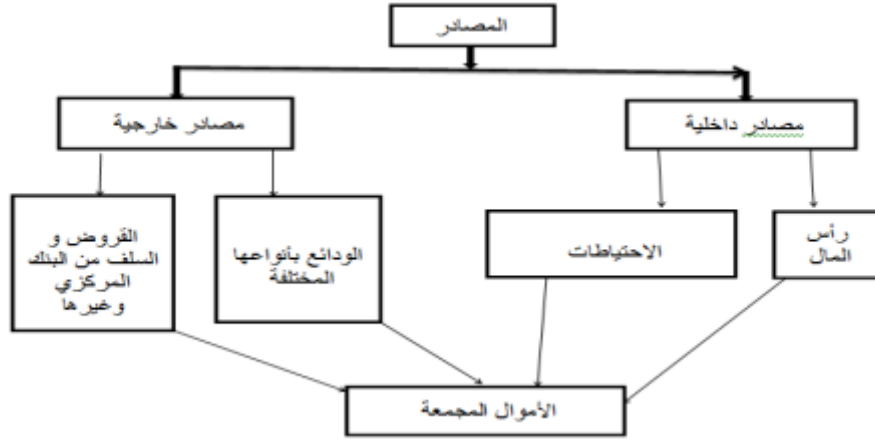 المصادر
مصادر داخلية
مصادر خارجية
رأس
المال
الاحتياطات
الودائع بأنواعها
المختلفة
القروض و
السلف من البنك
المركزي
وغيرها
الأموال المجمعة